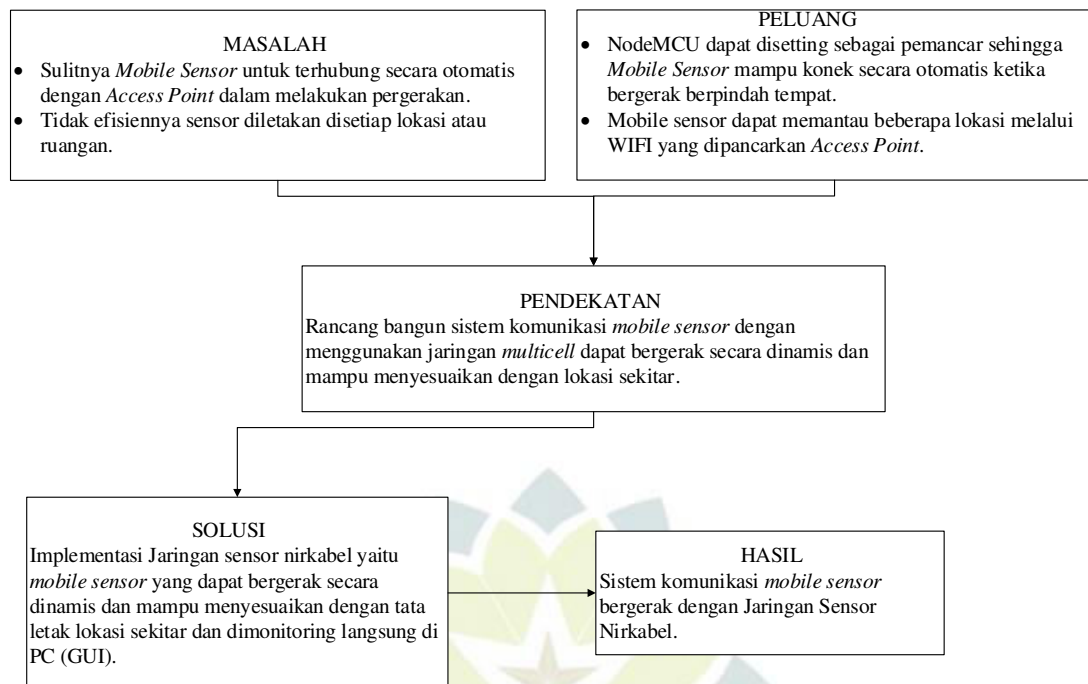 MASALAH
• Sulitnya Mobile Sensor untuk terhubung secara otomatis
dengan Access Point dalam melakukan pergerakan.
• Tidak efisiennya sensor diletakan disetiap lokasi atau
ruangan.
PELUANG
• NodeMCU dapat disetting sebagai pemancar sehingga
Mobile Sensor mampu konek secara otomatis ketika
bergerak berpindah tempat.
• Mobile sensor dapat memantau beberapa lokasi melalui
WIFI yang dipancarkan Access Point.
PENDEKATAN
Rancang bangun sistem komunikasi mobile sensor dengan
menggunakan jaringan multicell dapat bergerak secara dinamis dan
mampu menyesuaikan dengan lokasi sekitar.
SOLUSI
Implementasi Jaringan sensor nirkabel yaitu
mobile sensor yang dapat bergerak secara
dinamis dan mampu menyesuaikan dengan tata
letak lokasi sekitar dan dimonitoring langsung di
PC (GUI).
HASIL
Sistem komunikasi mobile sensor
bergerak dengan Jaringan Sensor
Nirkabel.